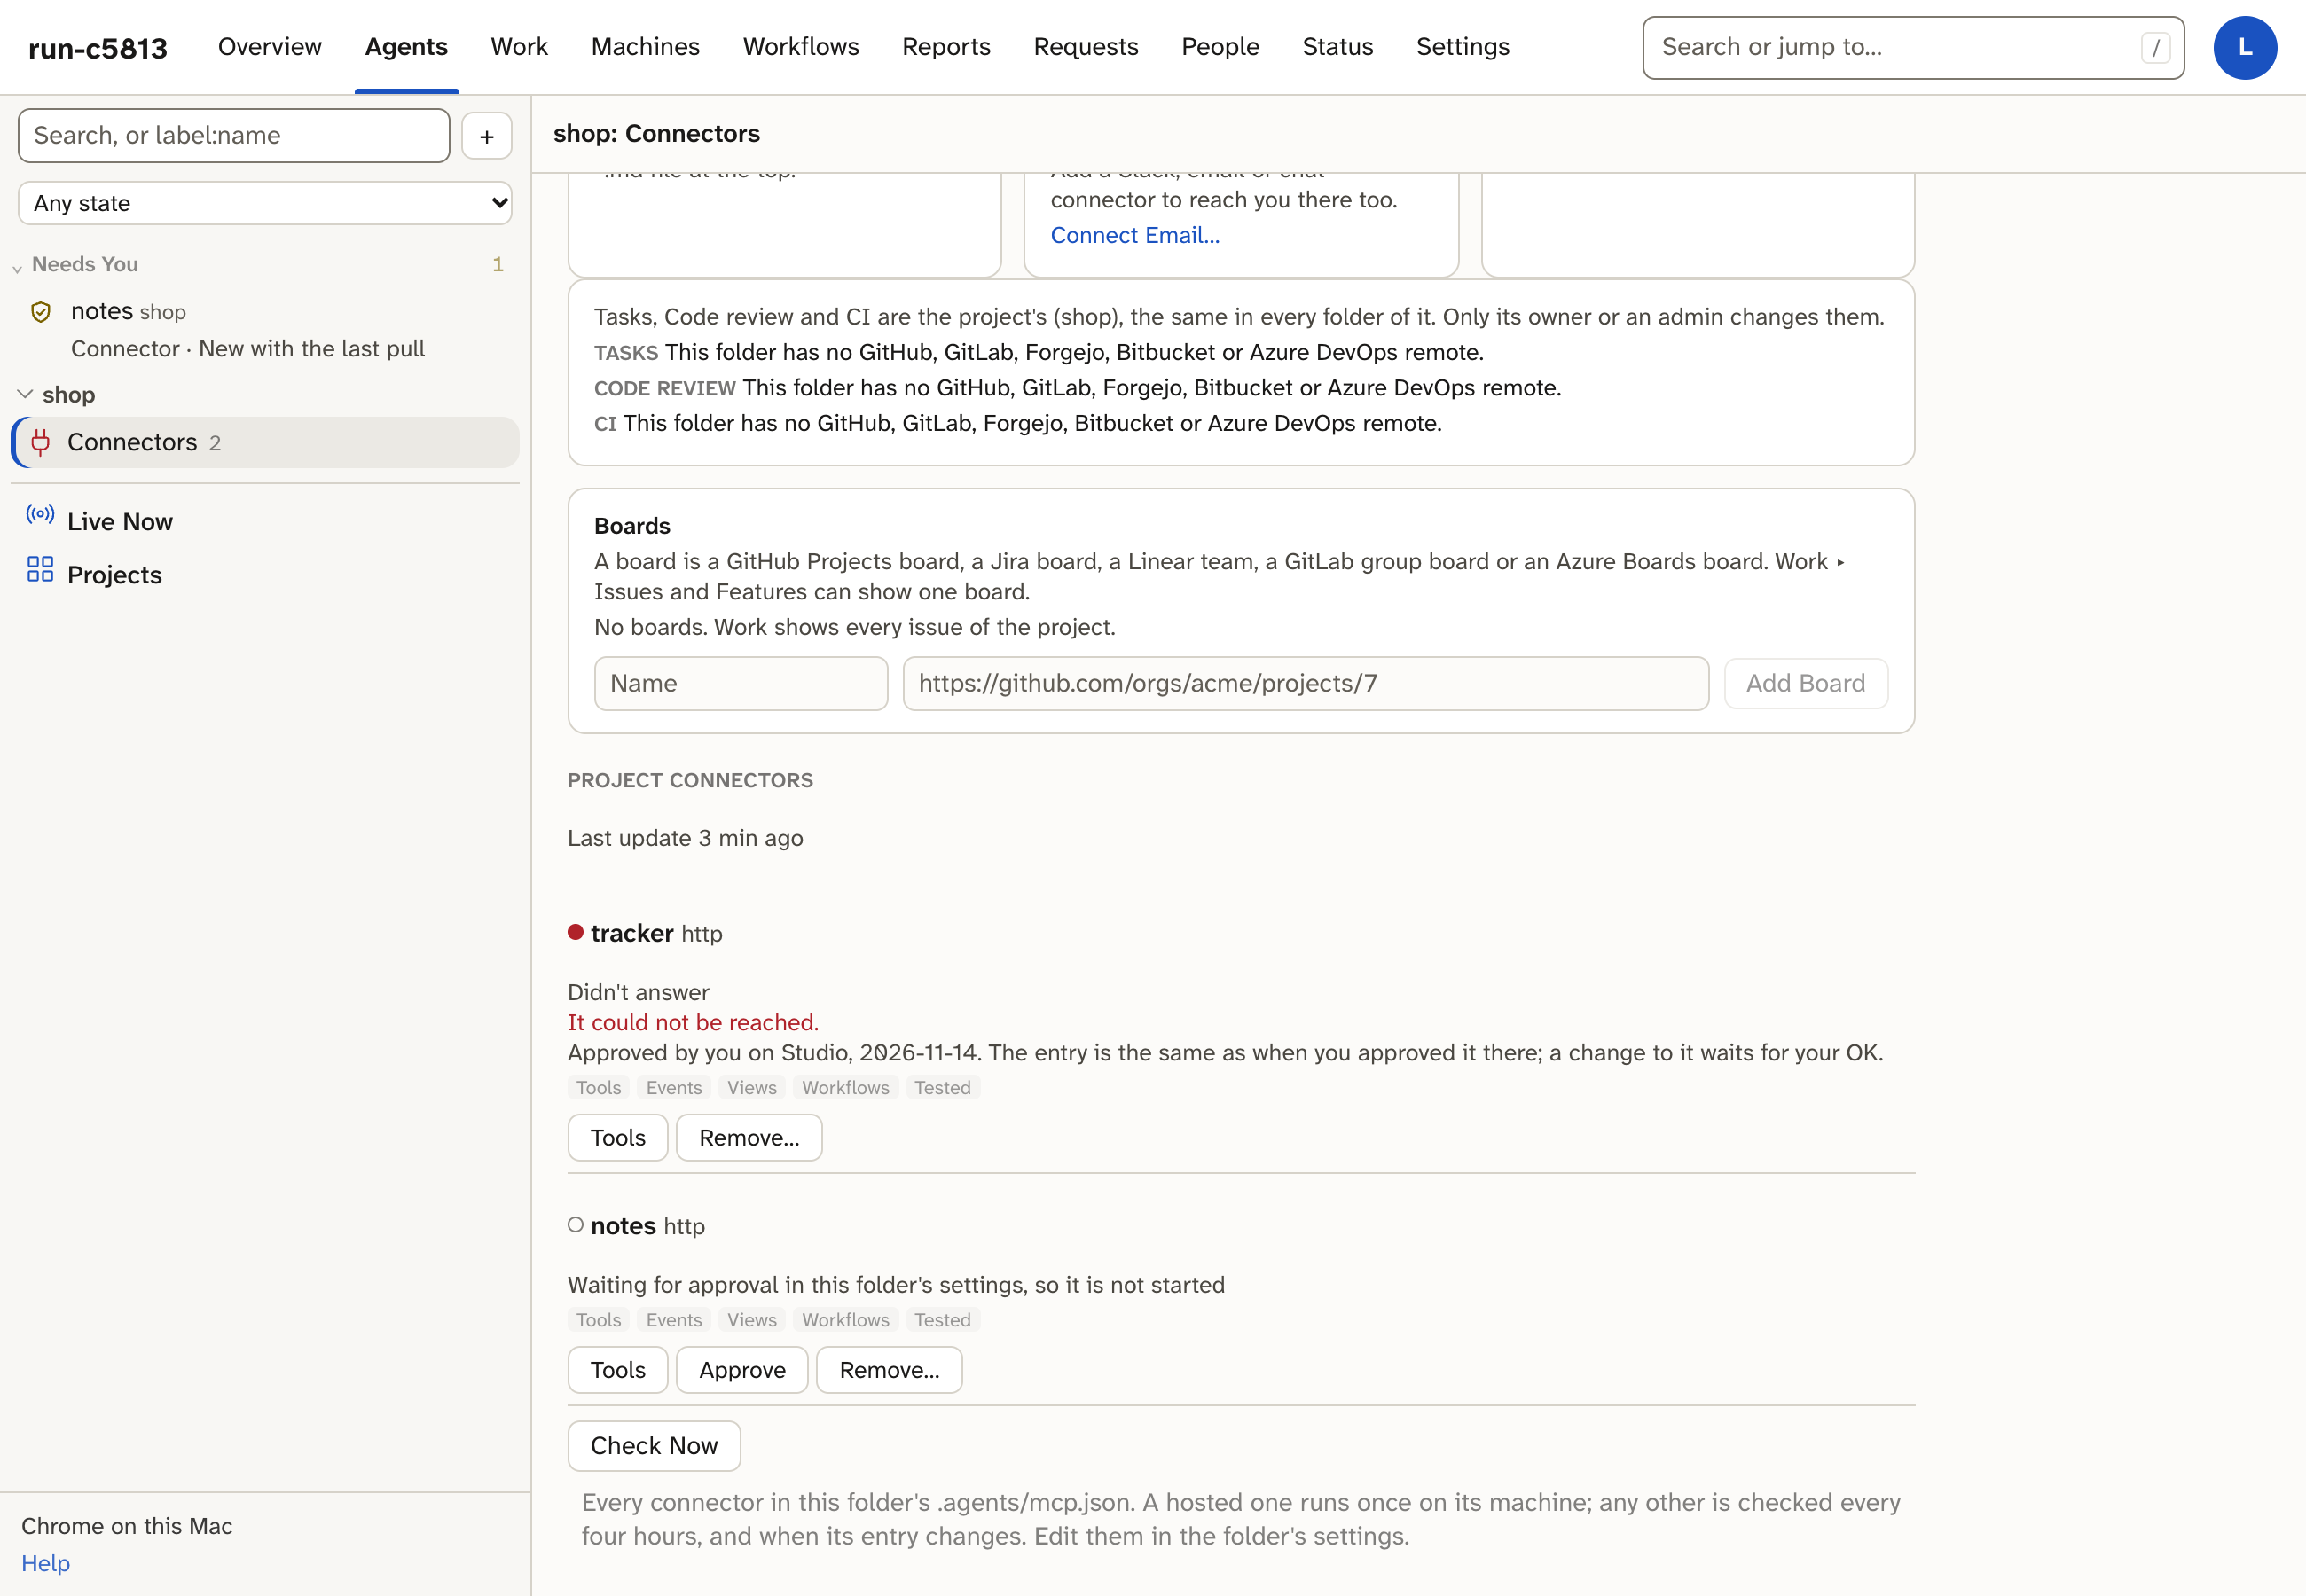 run-c5813
Overview
Agents
Work
Machines
Workflows
Reports
Requests
People
Status
Settings
Search or jump to...
/
L
Search, or label:name
+
Any state
Needs You 1
notes shop
Connector · New with the last pull
shop
Connectors 2
Live Now
Projects
Chrome on this Mac
Help
shop: Connectors
.md file at the top.
Add a Slack, email or chat
connector to reach you there too.
Connect Email...
Tasks, Code review and CI are the project's (shop), the same in every folder of it. Only its owner or an admin changes them.
TASKS This folder has no GitHub, GitLab, Forgejo, Bitbucket or Azure DevOps remote.
CODE REVIEW This folder has no GitHub, GitLab, Forgejo, Bitbucket or Azure DevOps remote.
CI This folder has no GitHub, GitLab, Forgejo, Bitbucket or Azure DevOps remote.
Boards
A board is a GitHub Projects board, a Jira board, a Linear team, a GitLab group board or an Azure Boards board. Work ▸
Issues and Features can show one board.
No boards. Work shows every issue of the project.
Name
https://github.com/orgs/acme/projects/7
Add Board
PROJECT CONNECTORS
Last update 3 min ago
tracker http
Didn't answer
It could not be reached.
Approved by you on Studio, 2026-11-14. The entry is the same as when you approved it there; a change to it waits for your OK.
Tools Events Views Workflows Tested
Tools
Remove...
notes http
Waiting for approval in this folder's settings, so it is not started
Tools Events Views Workflows Tested
Tools
Approve
Remove...
Check Now
Every connector in this folder's .agents/mcp.json. A hosted one runs once on its machine; any other is checked every
four hours, and when its entry changes. Edit them in the folder's settings.